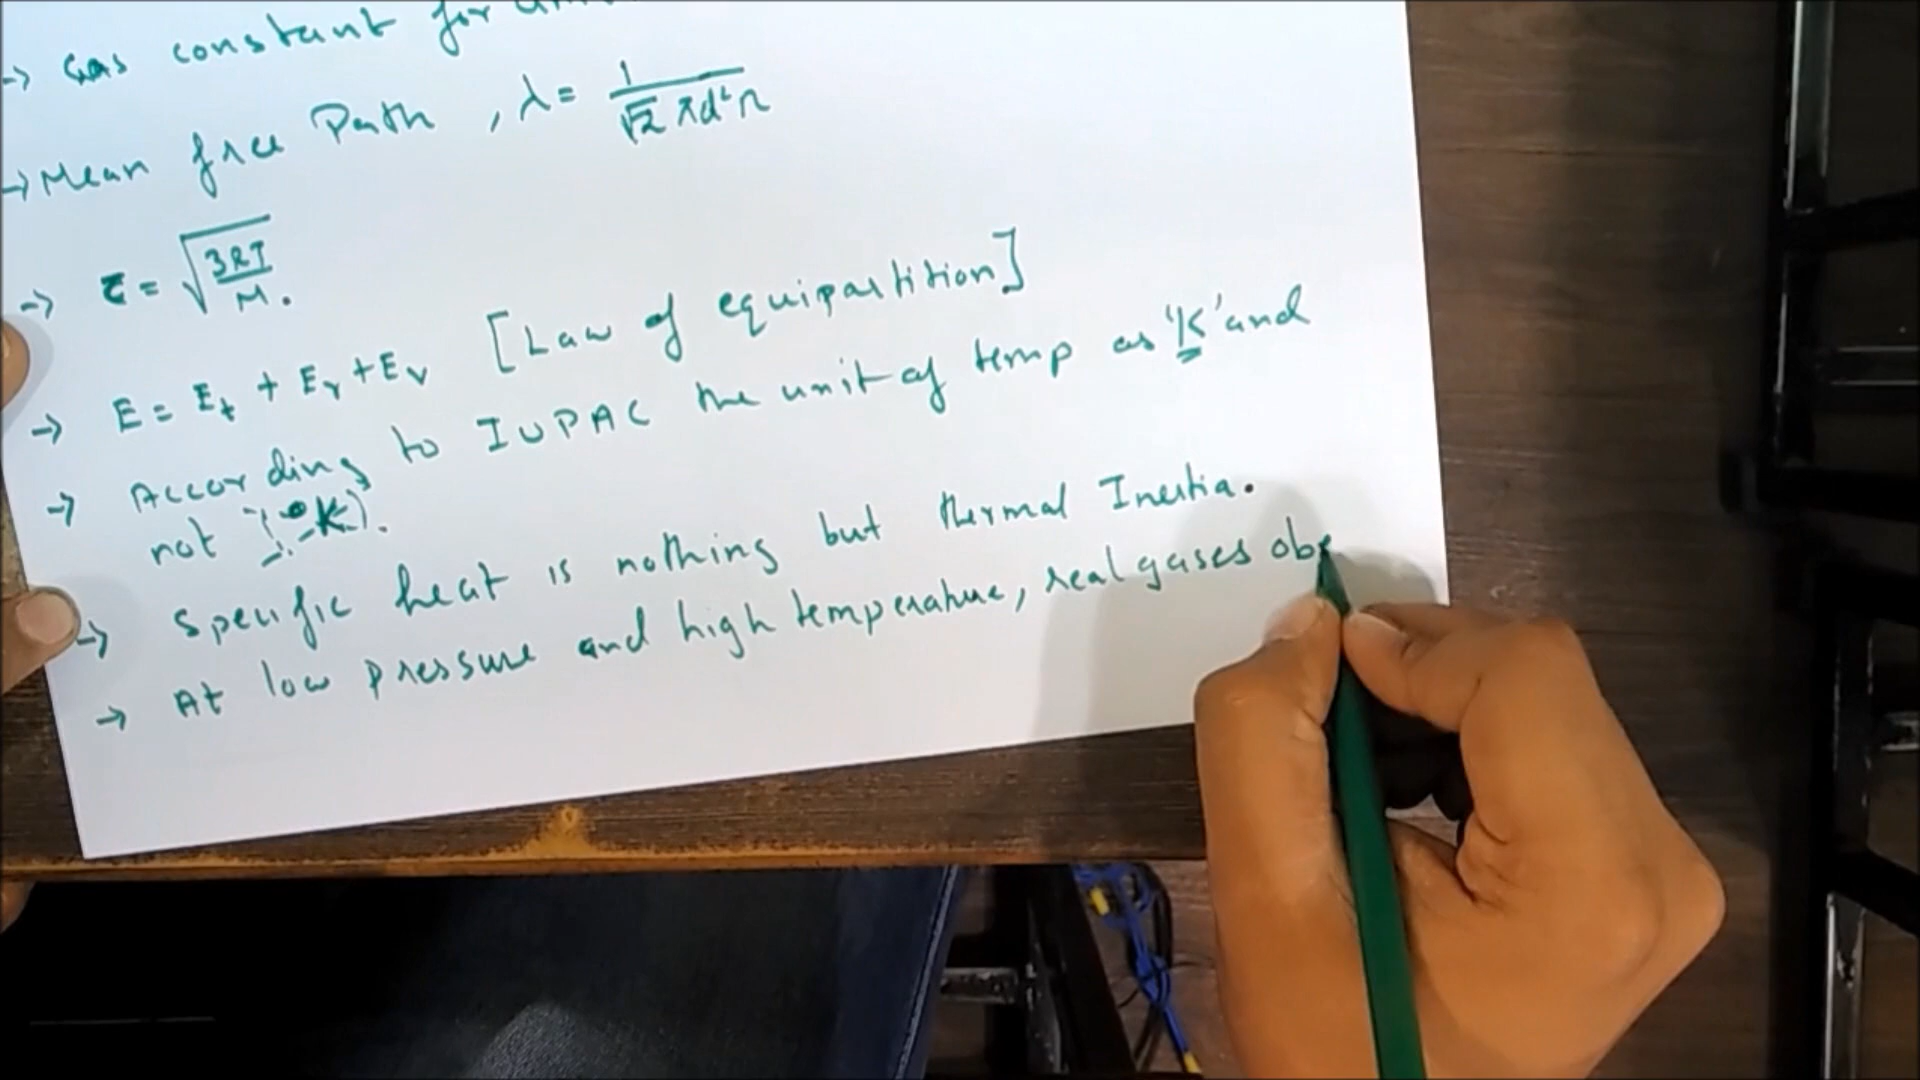 → Gas constant for
→ Mean free Path, λ = 1/√2 πd²n
→ c̅ = √3RT/M.
→ E = Et + Er + Ev [Law of equipartition]
→ According to IUPAC the unit of temp as 'K' and
not (°K).
→ Specific heat is nothing but thermal Inertia.
→ At low pressure and high temperature, real gases obe